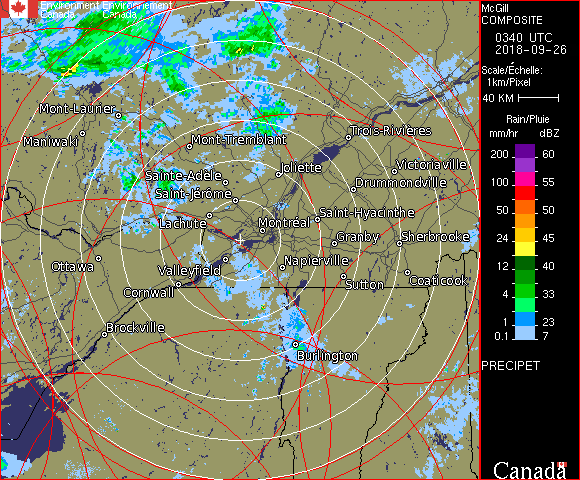 Environment Environnement
Canada Canada
McGill
COMPOSITE
0340 UTC
2018-09-26
Scale/Échelle:
1km/Pixel
40 KM
Rain/Pluie
mm/hr dBZ
200 60
100 55
50 50
24 45
12 40
4 33
1 23
0.1 7
PRECIPET
Canada
Mont-Laurier
Maniwaki
Mont-Tremblant
Trois-Rivières
Sainte-Adèle
Joliette
Victoriaville
Saint-Jérôme
Drummondville
Lachute
Montréal
Saint-Hyacinthe
Granby
Sherbrooke
Ottawa
Valleyfield
Napierville
Cornwall
Sutton
Coaticook
Brockville
Burlington